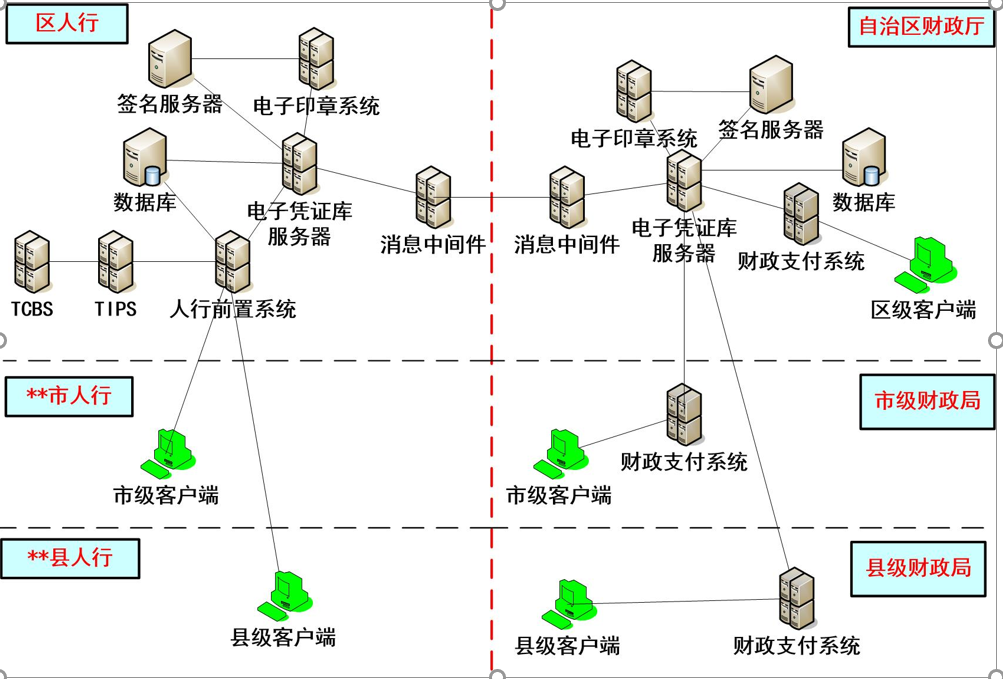 区人行
自治区财政厅
签名服务器
电子印章系统
电子印章系统
签名服务器
数据库
电子凭证库
服务器
消息中间件
消息中间件
电子凭证库
服务器
财政支付系统
数据库
TCBS
TIPS
人行前置系统
区级客户端
**市人行
市级财政局
市级客户端
市级客户端
财政支付系统
**县人行
县级财政局
县级客户端
县级客户端
财政支付系统